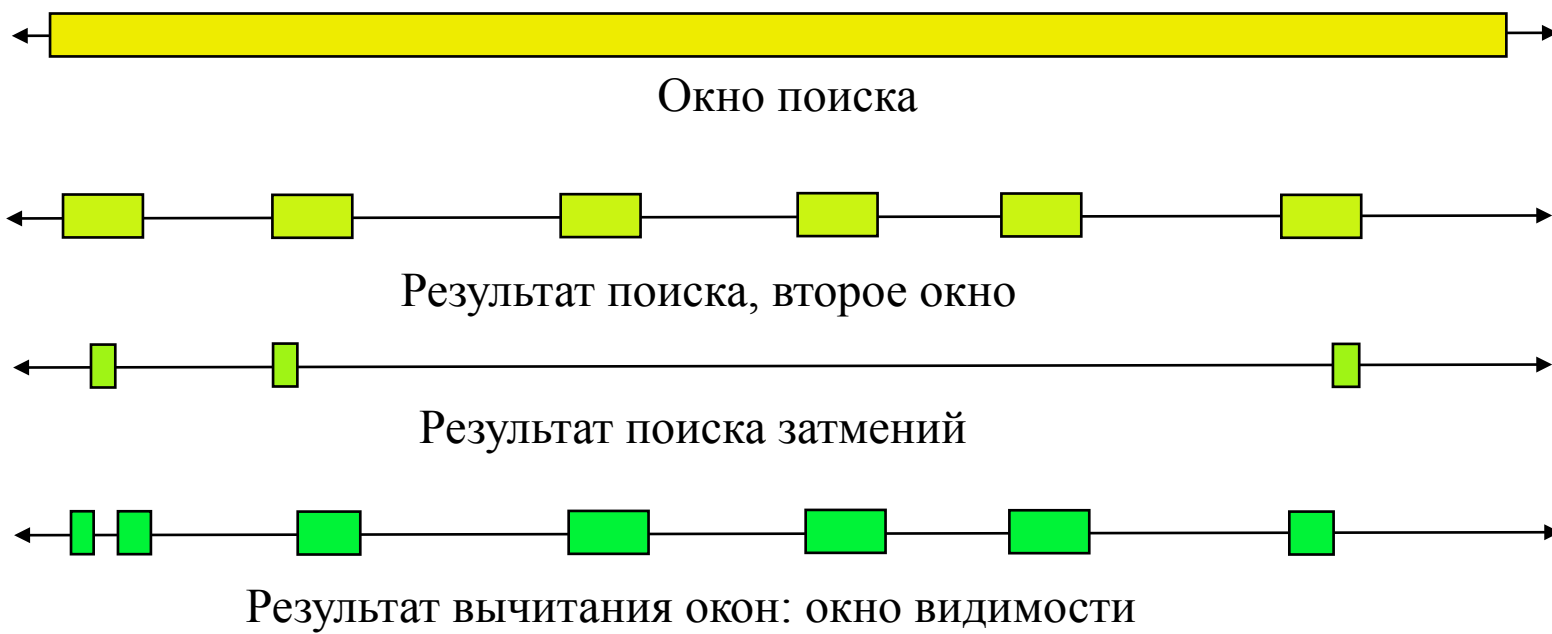 Окно поиска
Результат поиска, второе окно
Результат поиска затмений
Результат вычитания окон: окно видимости